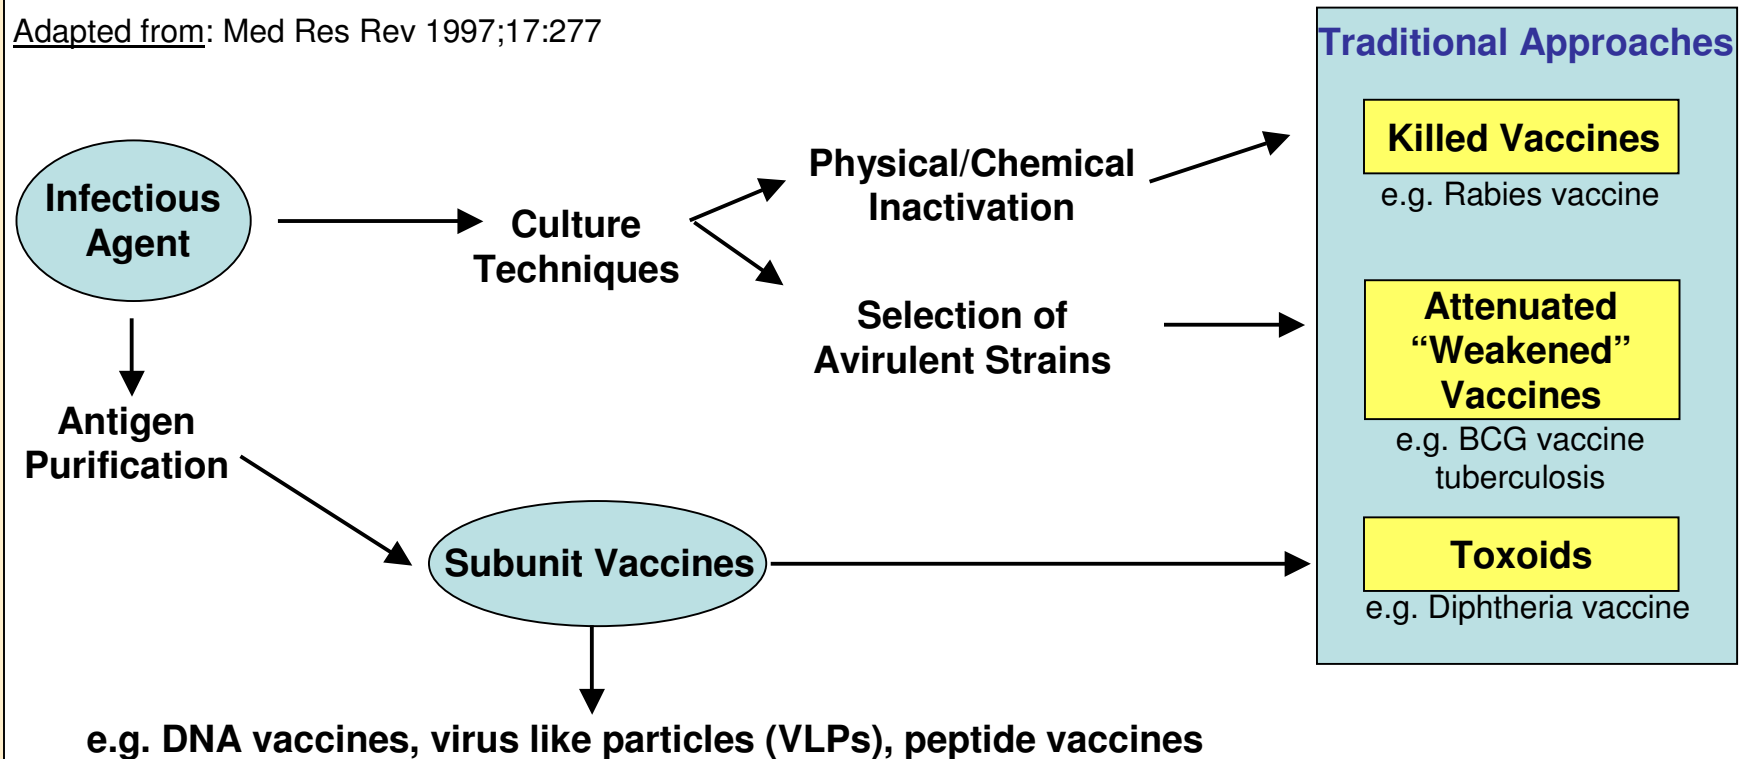 Adapted from: Med Res Rev 1997;17:277
Traditional Approaches
Infectious
Agent
Culture
Techniques
Physical/Chemical
Inactivation
Killed Vaccines
e.g. Rabies vaccine
Selection of
Avirulent Strains
Attenuated
“Weakened”
Vaccines
e.g. BCG vaccine
tuberculosis
Antigen
Purification
Subunit Vaccines
Toxoids
e.g. Diphtheria vaccine
e.g. DNA vaccines, virus like particles (VLPs), peptide vaccines